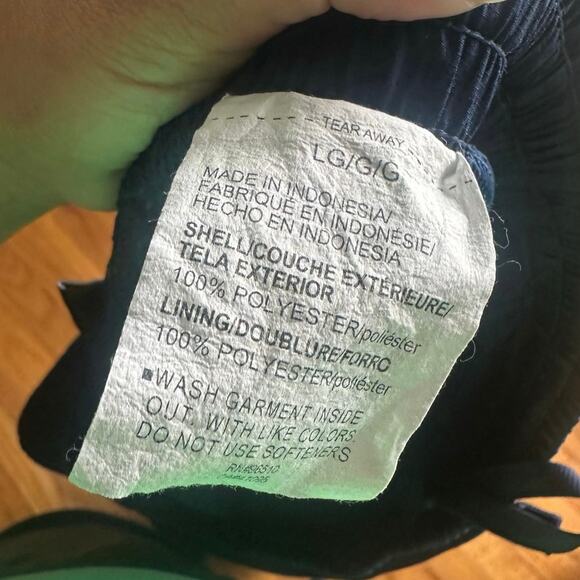 TEAR AWAY
LG/G/G
MADE IN INDONESIA/
FABRIQUÉ EN INDONÉSIE/
HECHO EN INDONESIA
SHELL/COUCHE EXTÉRIEURE/
TELA EXTERIOR
100% POLYESTER/poliéster
LINING/DOUBLURE/FORRO
100% POLYESTER/poliéster
WASH GARMENT INSIDE
OUT, WITH LIKE COLORS.
DO NOT USE SOFTENERS